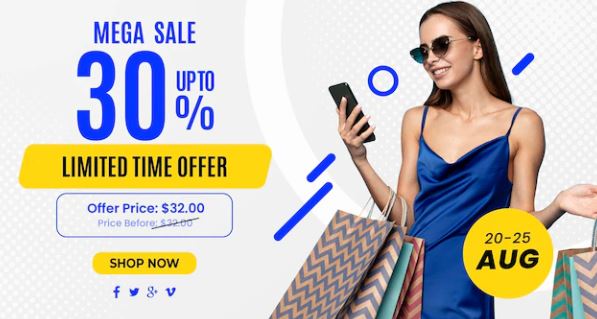 MEGA SALE
30 UPTO
%
LIMITED TIME OFFER
Offer Price: $32.00
Price Before: $32.00
SHOP NOW
20-25
AUG